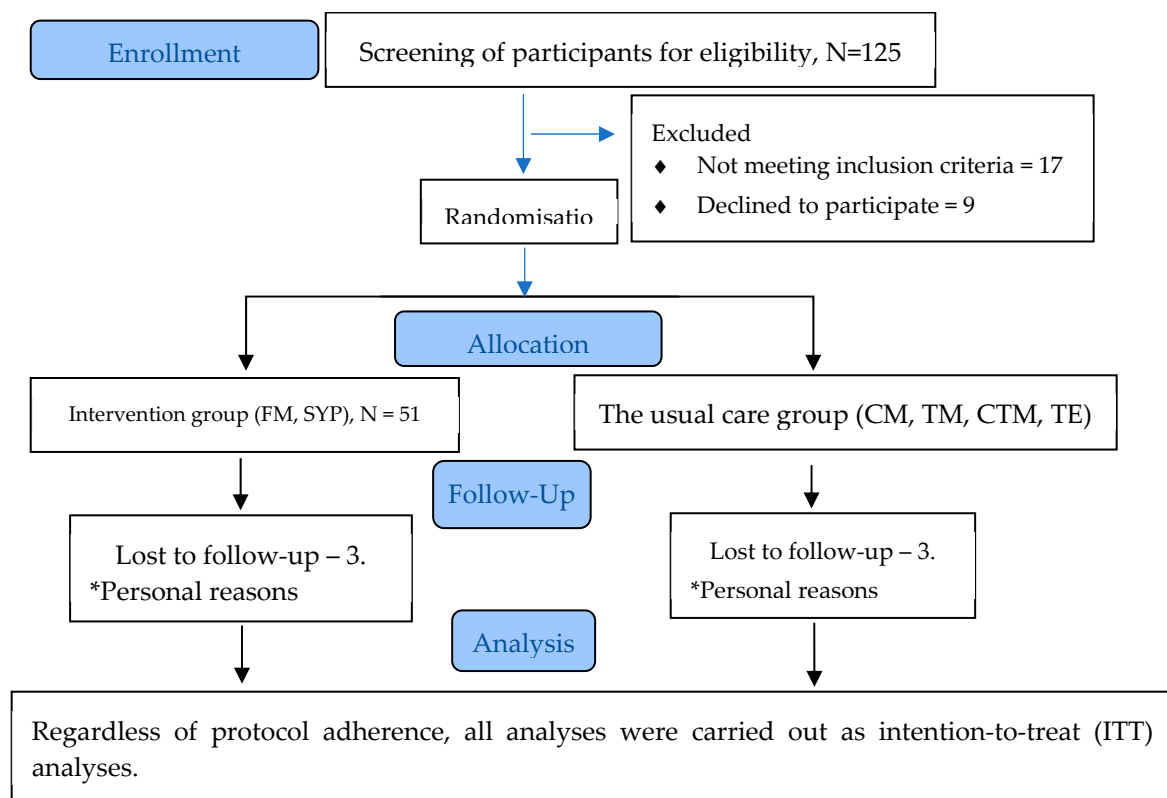 Enrollment
Screening of participants for eligibility, N=125
Excluded
♦ Not meeting inclusion criteria = 17
♦ Declined to participate = 9
Randomisatio
Allocation
Intervention group (FM, SYP), N = 51
The usual care group (CM, TM, CTM, TE)
Follow-Up
Lost to follow-up – 3.
*Personal reasons
Lost to follow-up – 3.
*Personal reasons
Analysis
Regardless of protocol adherence, all analyses were carried out as intention-to-treat (ITT)
analyses.